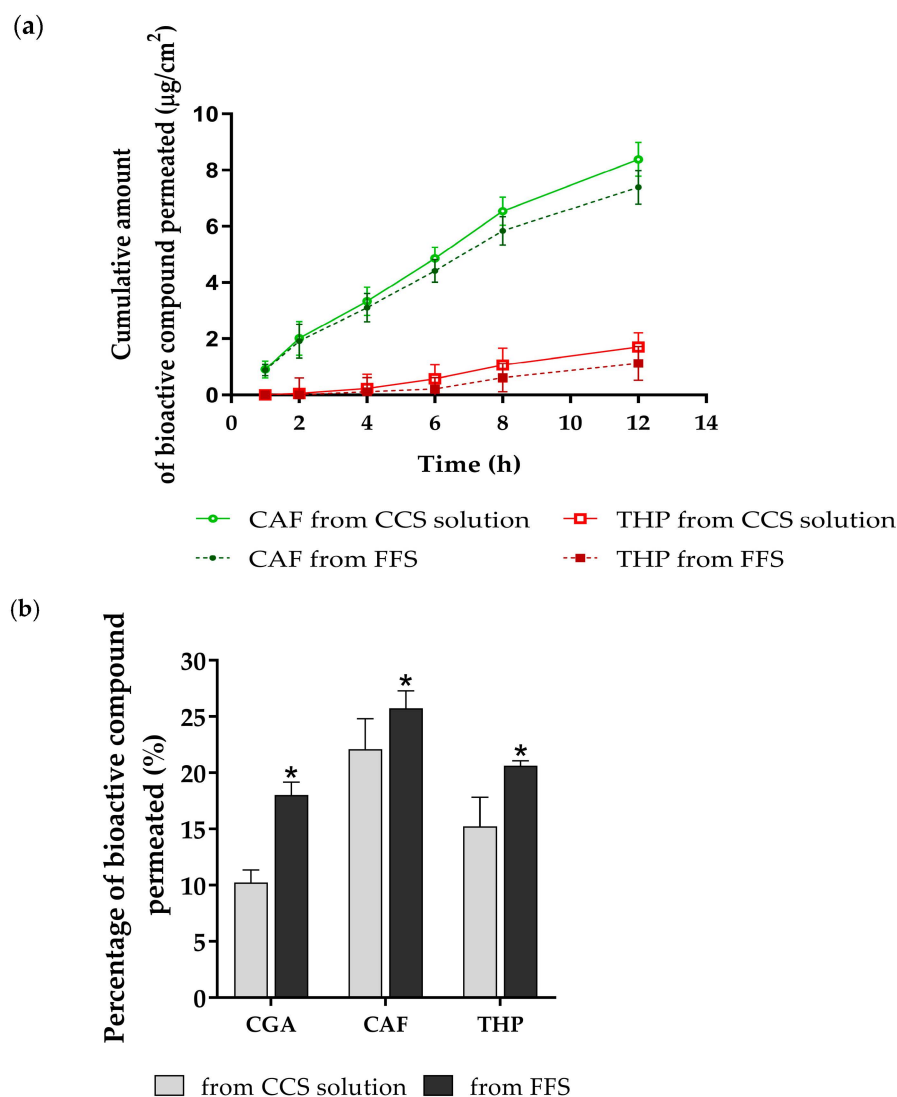 (a)
Cumulative amount
of bioactive compound permeated (µg/cm²)
10
8
6
4
2
0
0 2 4 6 8 10 12 14
Time (h)
CAF from CCS solution
THP from CCS solution
CAF from FFS
THP from FFS
(b)
Percentage of bioactive compound
permeated (%)
30
25
20
15
10
5
0
* * *
CGA CAF THP
from CCS solution from FFS